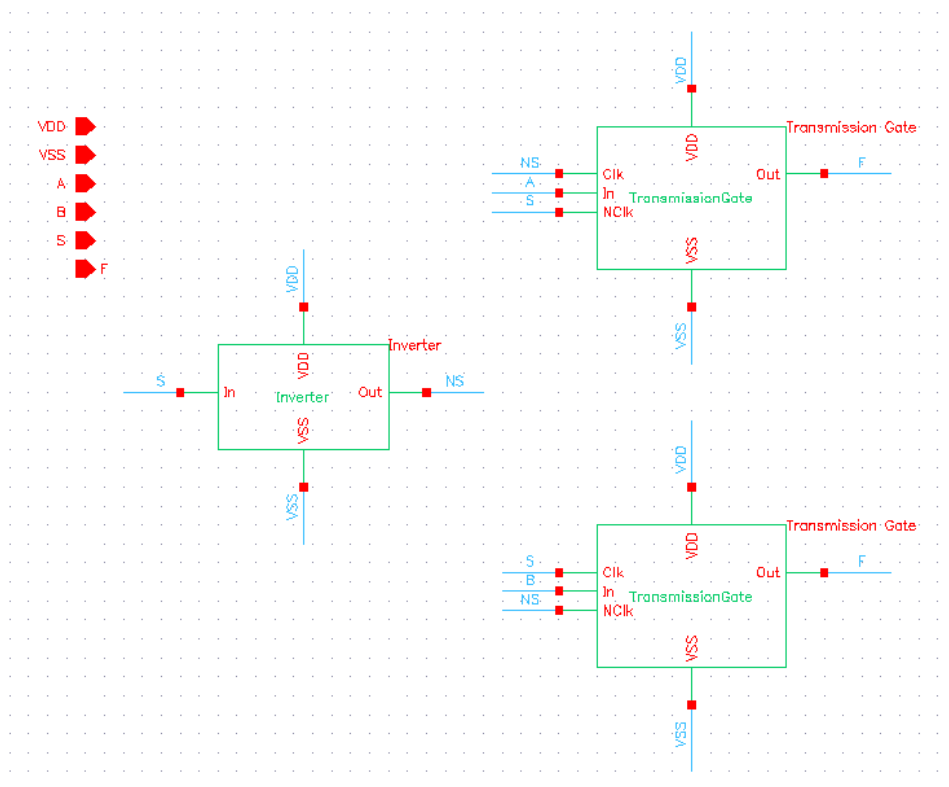 VDD
VSS
A
B
S
F
VDD
VDD
Inverter
S
In
Inverter
Out
NS
VSS
VSS
VDD
Transmission Gate
VDD
NS
Clk
Out
F
A
In
TransmissionGate
S
NClk
VSS
VSS
VDD
Transmission Gate
VDD
S
Clk
Out
F
B
In
TransmissionGate
NS
NClk
VSS
VSS